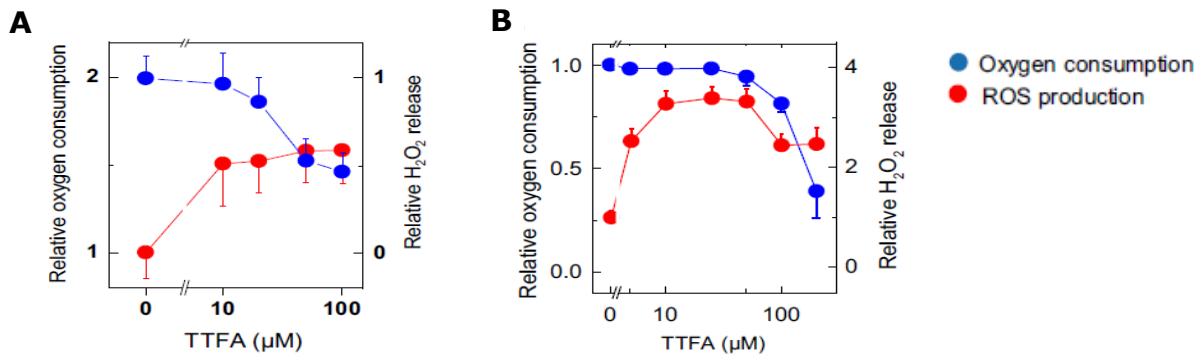 A
Relative oxygen consumption
2
1
1
0
Relative H₂O₂ release
0
10
100
TTFA (µM)
B
Relative oxygen consumption
1.0
0.5
0.0
4
2
0
Relative H₂O₂ release
0
10
100
TTFA (µM)
Oxygen consumption
ROS production